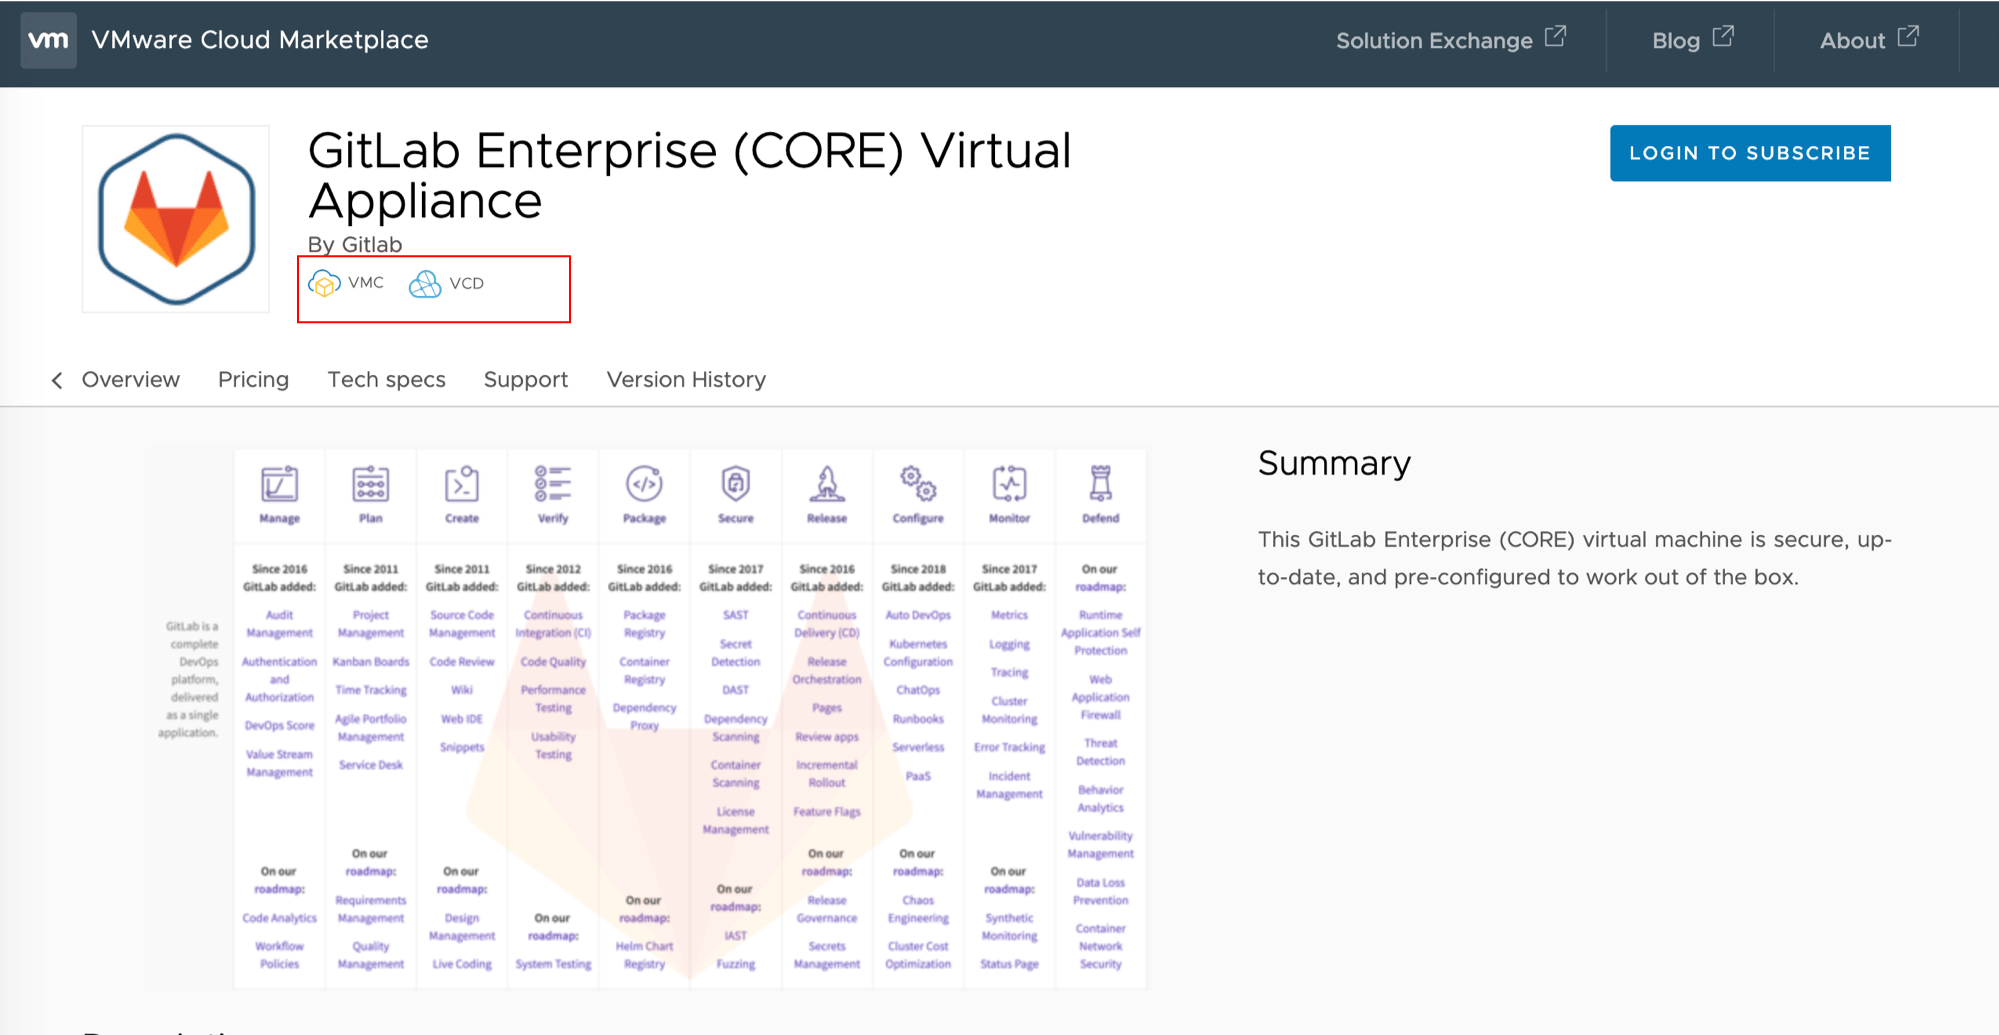 vm VMware Cloud Marketplace
Solution Exchange
Blog
About
GitLab Enterprise (CORE) Virtual
Appliance
By Gitlab
VMC
VCD
LOGIN TO SUBSCRIBE
Overview
Pricing
Tech specs
Support
Version History
GitLab is a
complete
DevOps
platform,
delivered
as a single
application.
Manage
Since 2016
GitLab added:
Audit
Management
Authentication
and
Authorization
DevOps Score
Value Stream
Management
On our
roadmap:
Code Analytics
Workflow
Policies
Plan
Since 2011
GitLab added:
Project
Management
Kanban Boards
Time Tracking
Agile Portfolio
Management
Service Desk
On our
roadmap:
Requirements
Management
Quality
Management
Create
Since 2011
GitLab added:
Source Code
Management
Code Review
Wiki
Web IDE
Snippets
On our
roadmap:
Design
Management
Live Coding
Verify
Since 2012
GitLab added:
Continuous
Integration (CI)
Code Quality
Performance
Testing
Usability
Testing
On our
roadmap:
System Testing
Package
Since 2016
GitLab added:
Package
Registry
Container
Registry
Dependency
Proxy
On our
roadmap:
Helm Chart
Registry
Secure
Since 2017
GitLab added:
SAST
Secret
Detection
DAST
Dependency
Scanning
Container
Scanning
License
Management
On our
roadmap:
IAST
Fuzzing
Release
Since 2016
GitLab added:
Continuous
Delivery (CD)
Release
Orchestration
Pages
Review apps
Incremental
Rollout
Feature Flags
On our
roadmap:
Release
Governance
Secrets
Management
Configure
Since 2018
GitLab added:
Auto DevOps
Kubernetes
Configuration
ChatOps
Runbooks
Serverless
PaaS
On our
roadmap:
Chaos
Engineering
Cluster Cost
Optimization
Monitor
Since 2017
GitLab added:
Metrics
Logging
Tracing
Cluster
Monitoring
Error Tracking
Incident
Management
On our
roadmap:
Synthetic
Monitoring
Status Page
Defend
On our
roadmap:
Runtime
Application Self
Protection
Web
Application
Firewall
Threat
Detection
Behavior
Analytics
Vulnerability
Management
Data Loss
Prevention
Container
Network
Security
Summary
This GitLab Enterprise (CORE) virtual machine is secure, up-
to-date, and pre-configured to work out of the box.